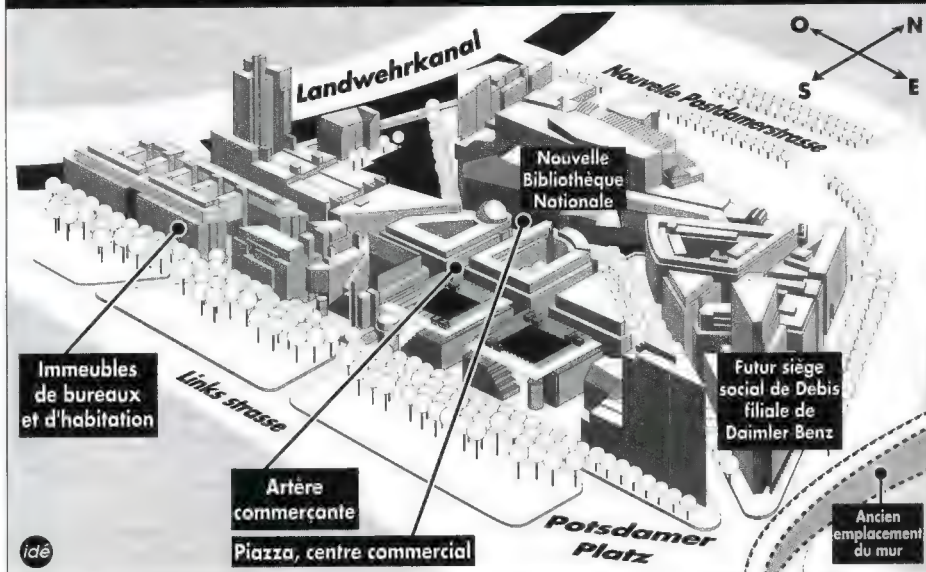 Landwehrkanal
O
N
S
E
Nouvelle Postdamerstrasse
Nouvelle
Bibliothèque
Nationale
Immeubles
de bureaux
et d'habitation
Links strasse
Futur siège
social de Debis
filiale de
Daimler Benz
Artère
commerçante
Piazza, centre commercial
Potsdamer
Platz
Ancien
emplacement
du mur
idé